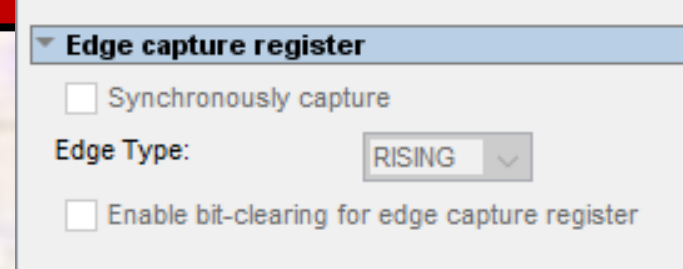 Edge capture register
Synchronously capture
Edge Type: RISING
Enable bit-clearing for edge capture register